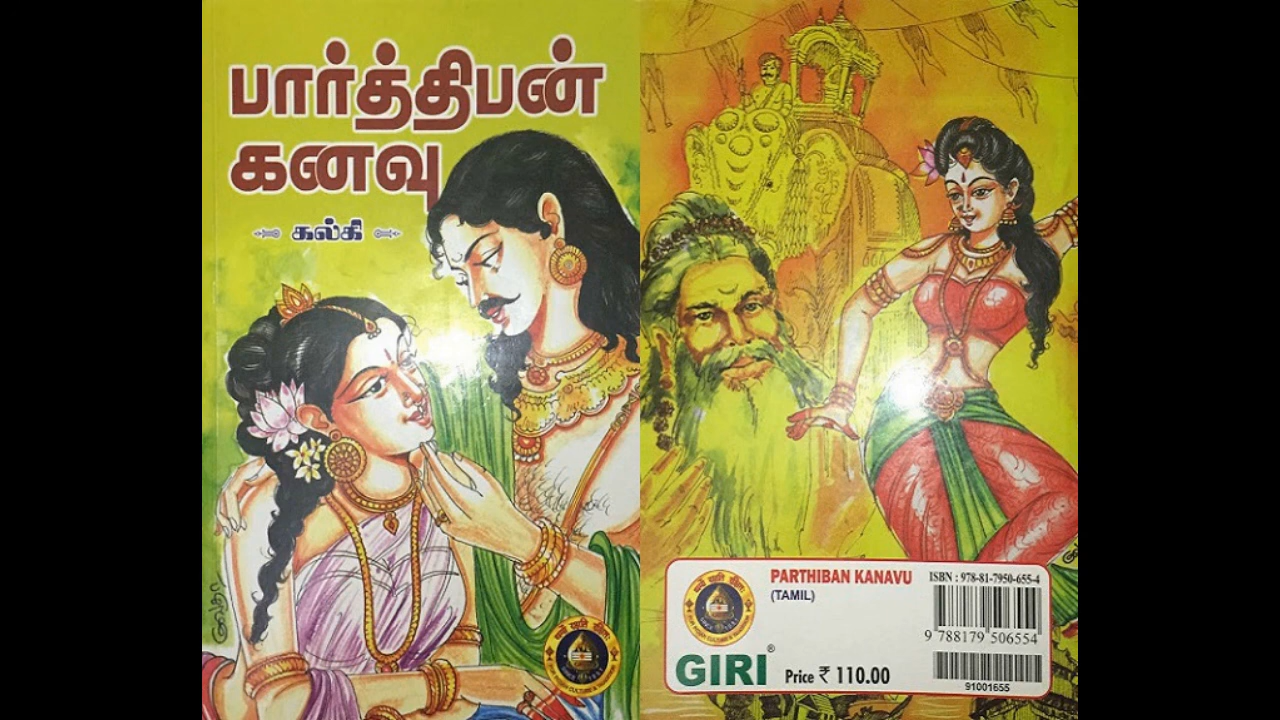 பார்த்திபன்
கனவு
கல்கி
PARTHIBAN KANAVU
(TAMIL)
ISBN : 978-81-7950-655-4
9 788179 506554
GIRI®
Price ₹ 110.00
91001655